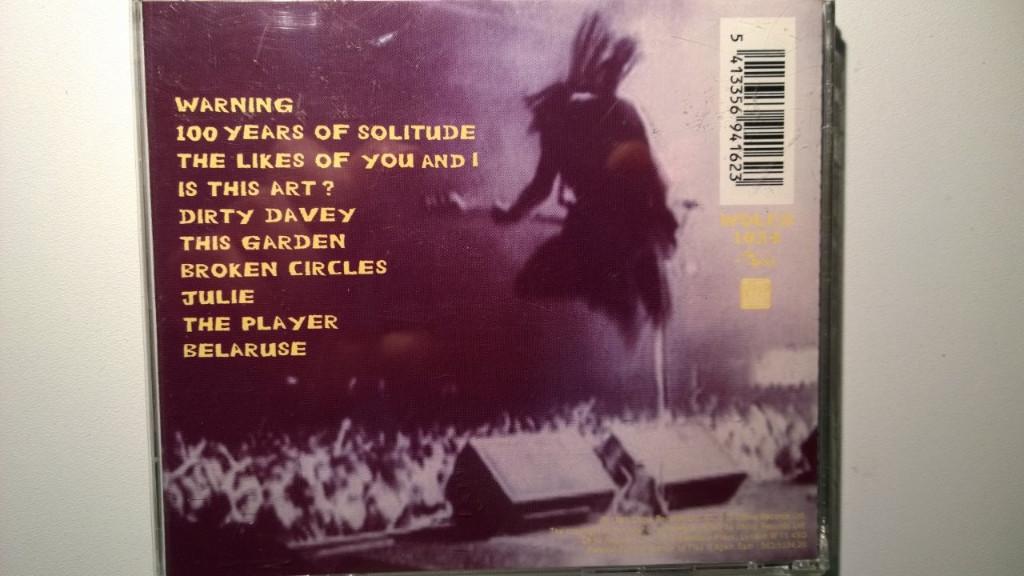 WARNING
100 YEARS OF SOLITUDE
THE LIKES OF YOU AND I
IS THIS ART?
DIRTY DAVEY
THIS GARDEN
BROKEN CIRCLES
JULIE
THE PLAYER
BELARUSE
5 413356 941623